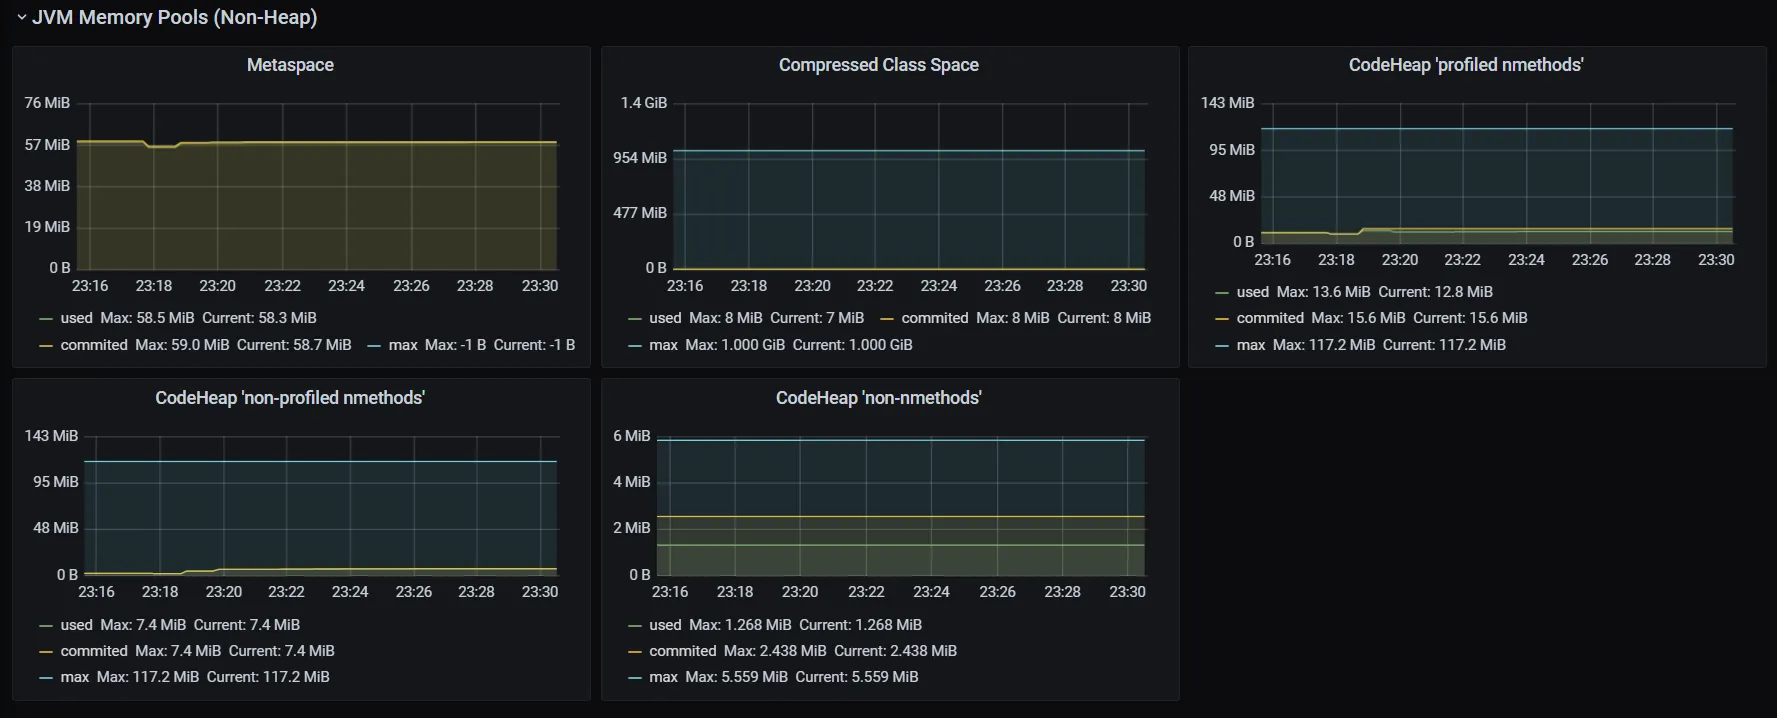 JVM Memory Pools (Non-Heap)
Metaspace
76 MiB
57 MiB
38 MiB
19 MiB
0 B
23:16 23:18 23:20 23:22 23:24 23:26 23:28 23:30
used Max: 58.5 MiB Current: 58.3 MiB
commited Max: 59.0 MiB Current: 58.7 MiB max Max: -1 B Current: -1 B
Compressed Class Space
1.4 GiB
954 MiB
477 MiB
0 B
23:16 23:18 23:20 23:22 23:24 23:26 23:28 23:30
used Max: 8 MiB Current: 7 MiB commited Max: 8 MiB Current: 8 MiB
max Max: 1.000 GiB Current: 1.000 GiB
CodeHeap 'profiled nmethods'
143 MiB
95 MiB
48 MiB
0 B
23:16 23:18 23:20 23:22 23:24 23:26 23:28 23:30
used Max: 13.6 MiB Current: 12.8 MiB
commited Max: 15.6 MiB Current: 15.6 MiB
max Max: 117.2 MiB Current: 117.2 MiB
CodeHeap 'non-profiled nmethods'
143 MiB
95 MiB
48 MiB
0 B
23:16 23:18 23:20 23:22 23:24 23:26 23:28 23:30
used Max: 7.4 MiB Current: 7.4 MiB
commited Max: 7.4 MiB Current: 7.4 MiB
max Max: 117.2 MiB Current: 117.2 MiB
CodeHeap 'non-nmethods'
6 MiB
4 MiB
2 MiB
0 B
23:16 23:18 23:20 23:22 23:24 23:26 23:28 23:30
used Max: 1.268 MiB Current: 1.268 MiB
commited Max: 2.438 MiB Current: 2.438 MiB
max Max: 5.559 MiB Current: 5.559 MiB